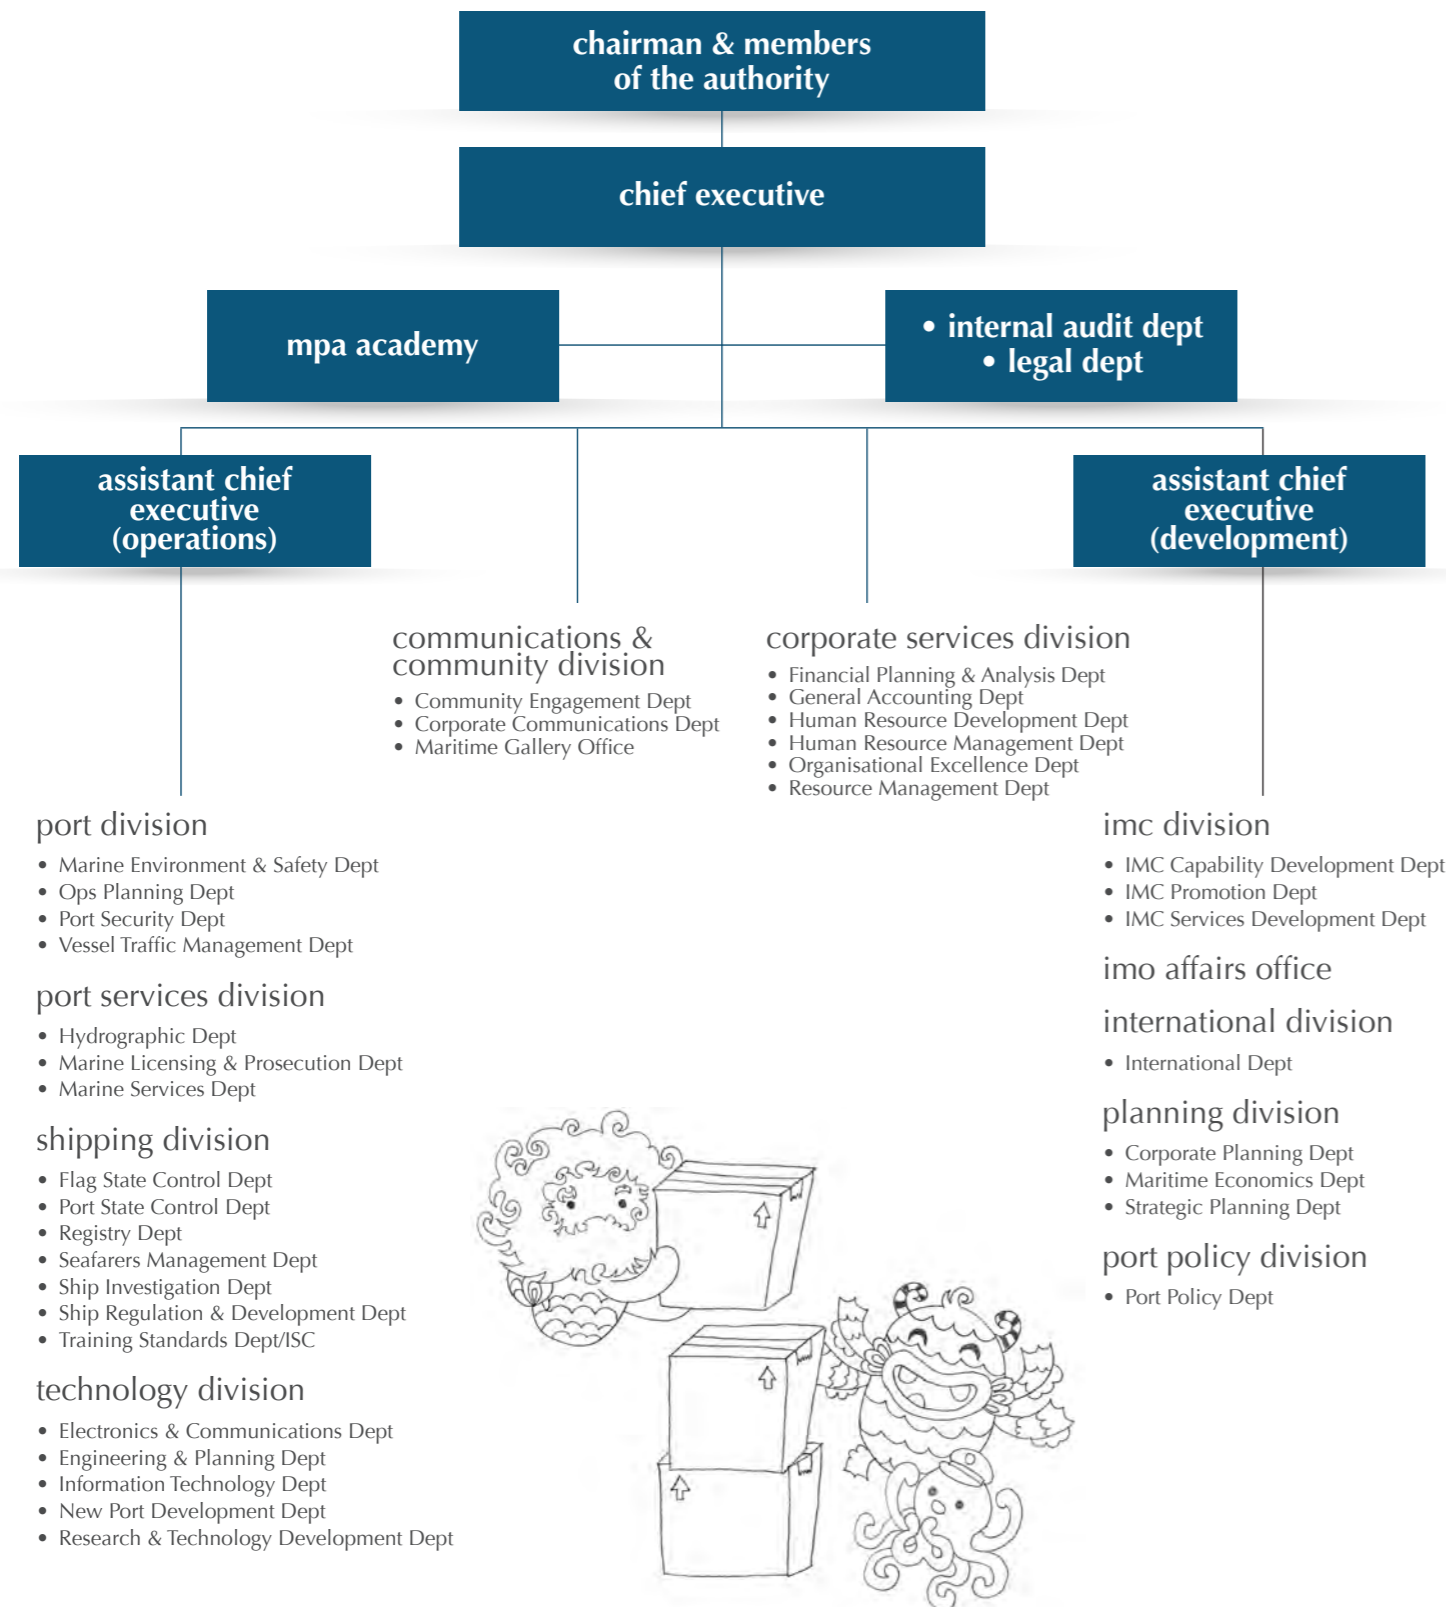 chairman & members
of the authority
chief executive
mpa academy
• internal audit dept
• legal dept
assistant chief
executive
(operations)
assistant chief
executive
(development)
communications &
community division
• Community Engagement Dept
• Corporate Communications Dept
• Maritime Gallery Office
corporate services division
• Financial Planning & Analysis Dept
• General Accounting Dept
• Human Resource Development Dept
• Human Resource Management Dept
• Organisational Excellence Dept
• Resource Management Dept
port division
• Marine Environment & Safety Dept
• Ops Planning Dept
• Port Security Dept
• Vessel Traffic Management Dept
port services division
• Hydrographic Dept
• Marine Licensing & Prosecution Dept
• Marine Services Dept
shipping division
• Flag State Control Dept
• Port State Control Dept
• Registry Dept
• Seafarers Management Dept
• Ship Investigation Dept
• Ship Regulation & Development Dept
• Training Standards Dept/ISC
technology division
• Electronics & Communications Dept
• Engineering & Planning Dept
• Information Technology Dept
• New Port Development Dept
• Research & Technology Development Dept
imc division
• IMC Capability Development Dept
• IMC Promotion Dept
• IMC Services Development Dept
imo affairs office
international division
• International Dept
planning division
• Corporate Planning Dept
• Maritime Economics Dept
• Strategic Planning Dept
port policy division
• Port Policy Dept